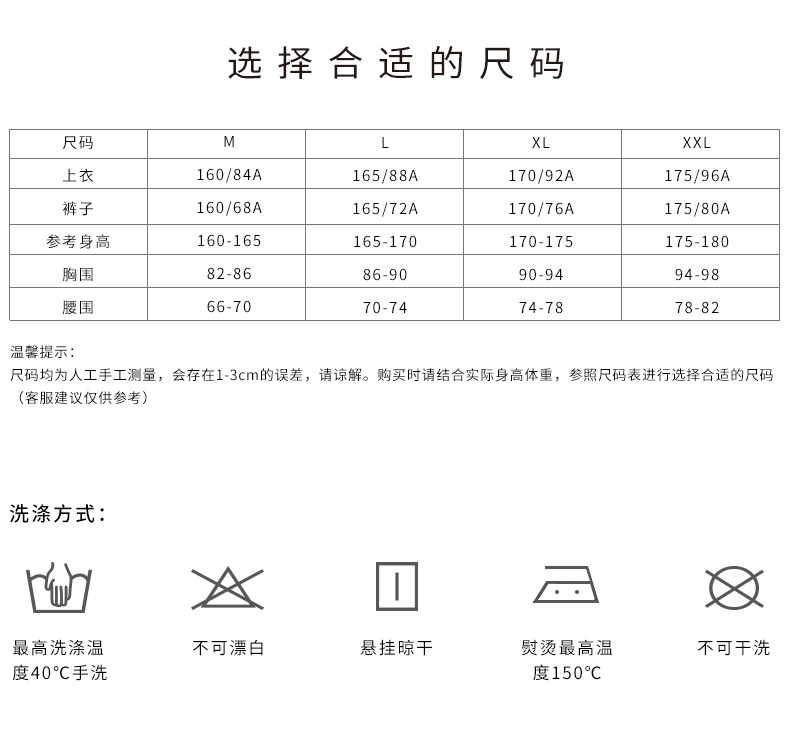 选择合适的尺码
尺码 M L XL XXL
上衣 160/84A 165/88A 170/92A 175/96A
裤子 160/68A 165/72A 170/76A 175/80A
参考身高 160-165 165-170 170-175 175-180
胸围 82-86 86-90 90-94 94-98
腰围 66-70 70-74 74-78 78-82
温馨提示：
尺码均为人工手工测量，会存在1-3cm的误差，请谅解。购买时请结合实际身高体重，参照尺码表进行选择合适的尺码
（客服建议仅供参考）
洗涤方式：
最高洗涤温
度40℃手洗
不可漂白
悬挂晾干
熨烫最高温
度150℃
不可干洗